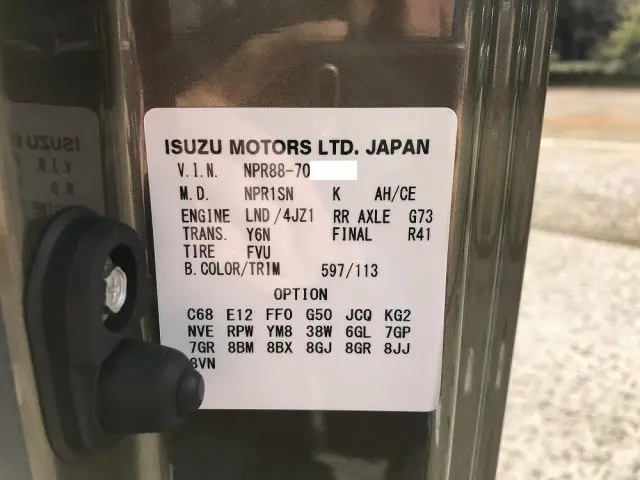 ISUZU MOTORS LTD. JAPAN
V.I.N. NPR88-70
M.D. NPR1SN K AH/CE
ENGINE LND/4JZ1 RR AXLE G73
TRANS. Y6N FINAL R41
TIRE FVU
B.COLOR/TRIM 597/113
OPTION
C68 E12 FF0 G50 JCQ KG2
NVE RPW YM8 38W 6GL 7GP
7GR 8BM 8BX 8GJ 8GR 8JJ
8VN